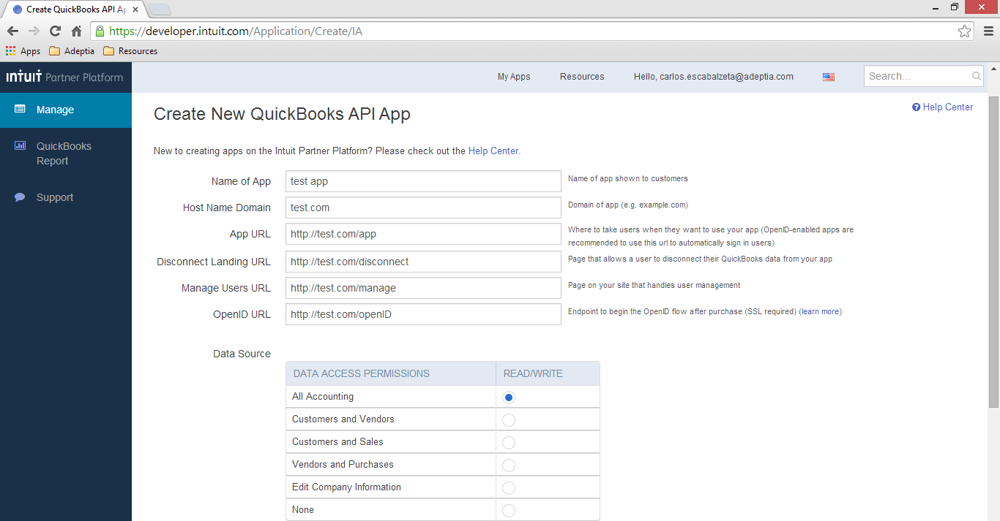 Create QuickBooks API Ap
https://developer.intuit.com/Application/Create/IA
Apps Adeptia Resources
intuit Partner Platform
My Apps Resources Hello, carlos.escabalzeta@adeptia.com Search...
Manage
QuickBooks
Report
Support
Help Center
Create New QuickBooks API App
New to creating apps on the Intuit Partner Platform? Please check out the Help Center.
Name of App test app Name of app shown to customers
Host Name Domain test.com Domain of app (e.g. example.com)
App URL http://test.com/app Where to take users when they want to use your app (OpenID-enabled apps are
recommended to use this url to automatically sign in users)
Disconnect Landing URL http://test.com/disconnect Page that allows a user to disconnect their QuickBooks data from your app
Manage Users URL http://test.com/manage Page on your site that handles user management
OpenID URL http://test.com/openID Endpoint to begin the OpenID flow after purchase (SSL required) (learn more)
Data Source
DATA ACCESS PERMISSIONS READ/WRITE
All Accounting
Customers and Vendors
Customers and Sales
Vendors and Purchases
Edit Company Information
None